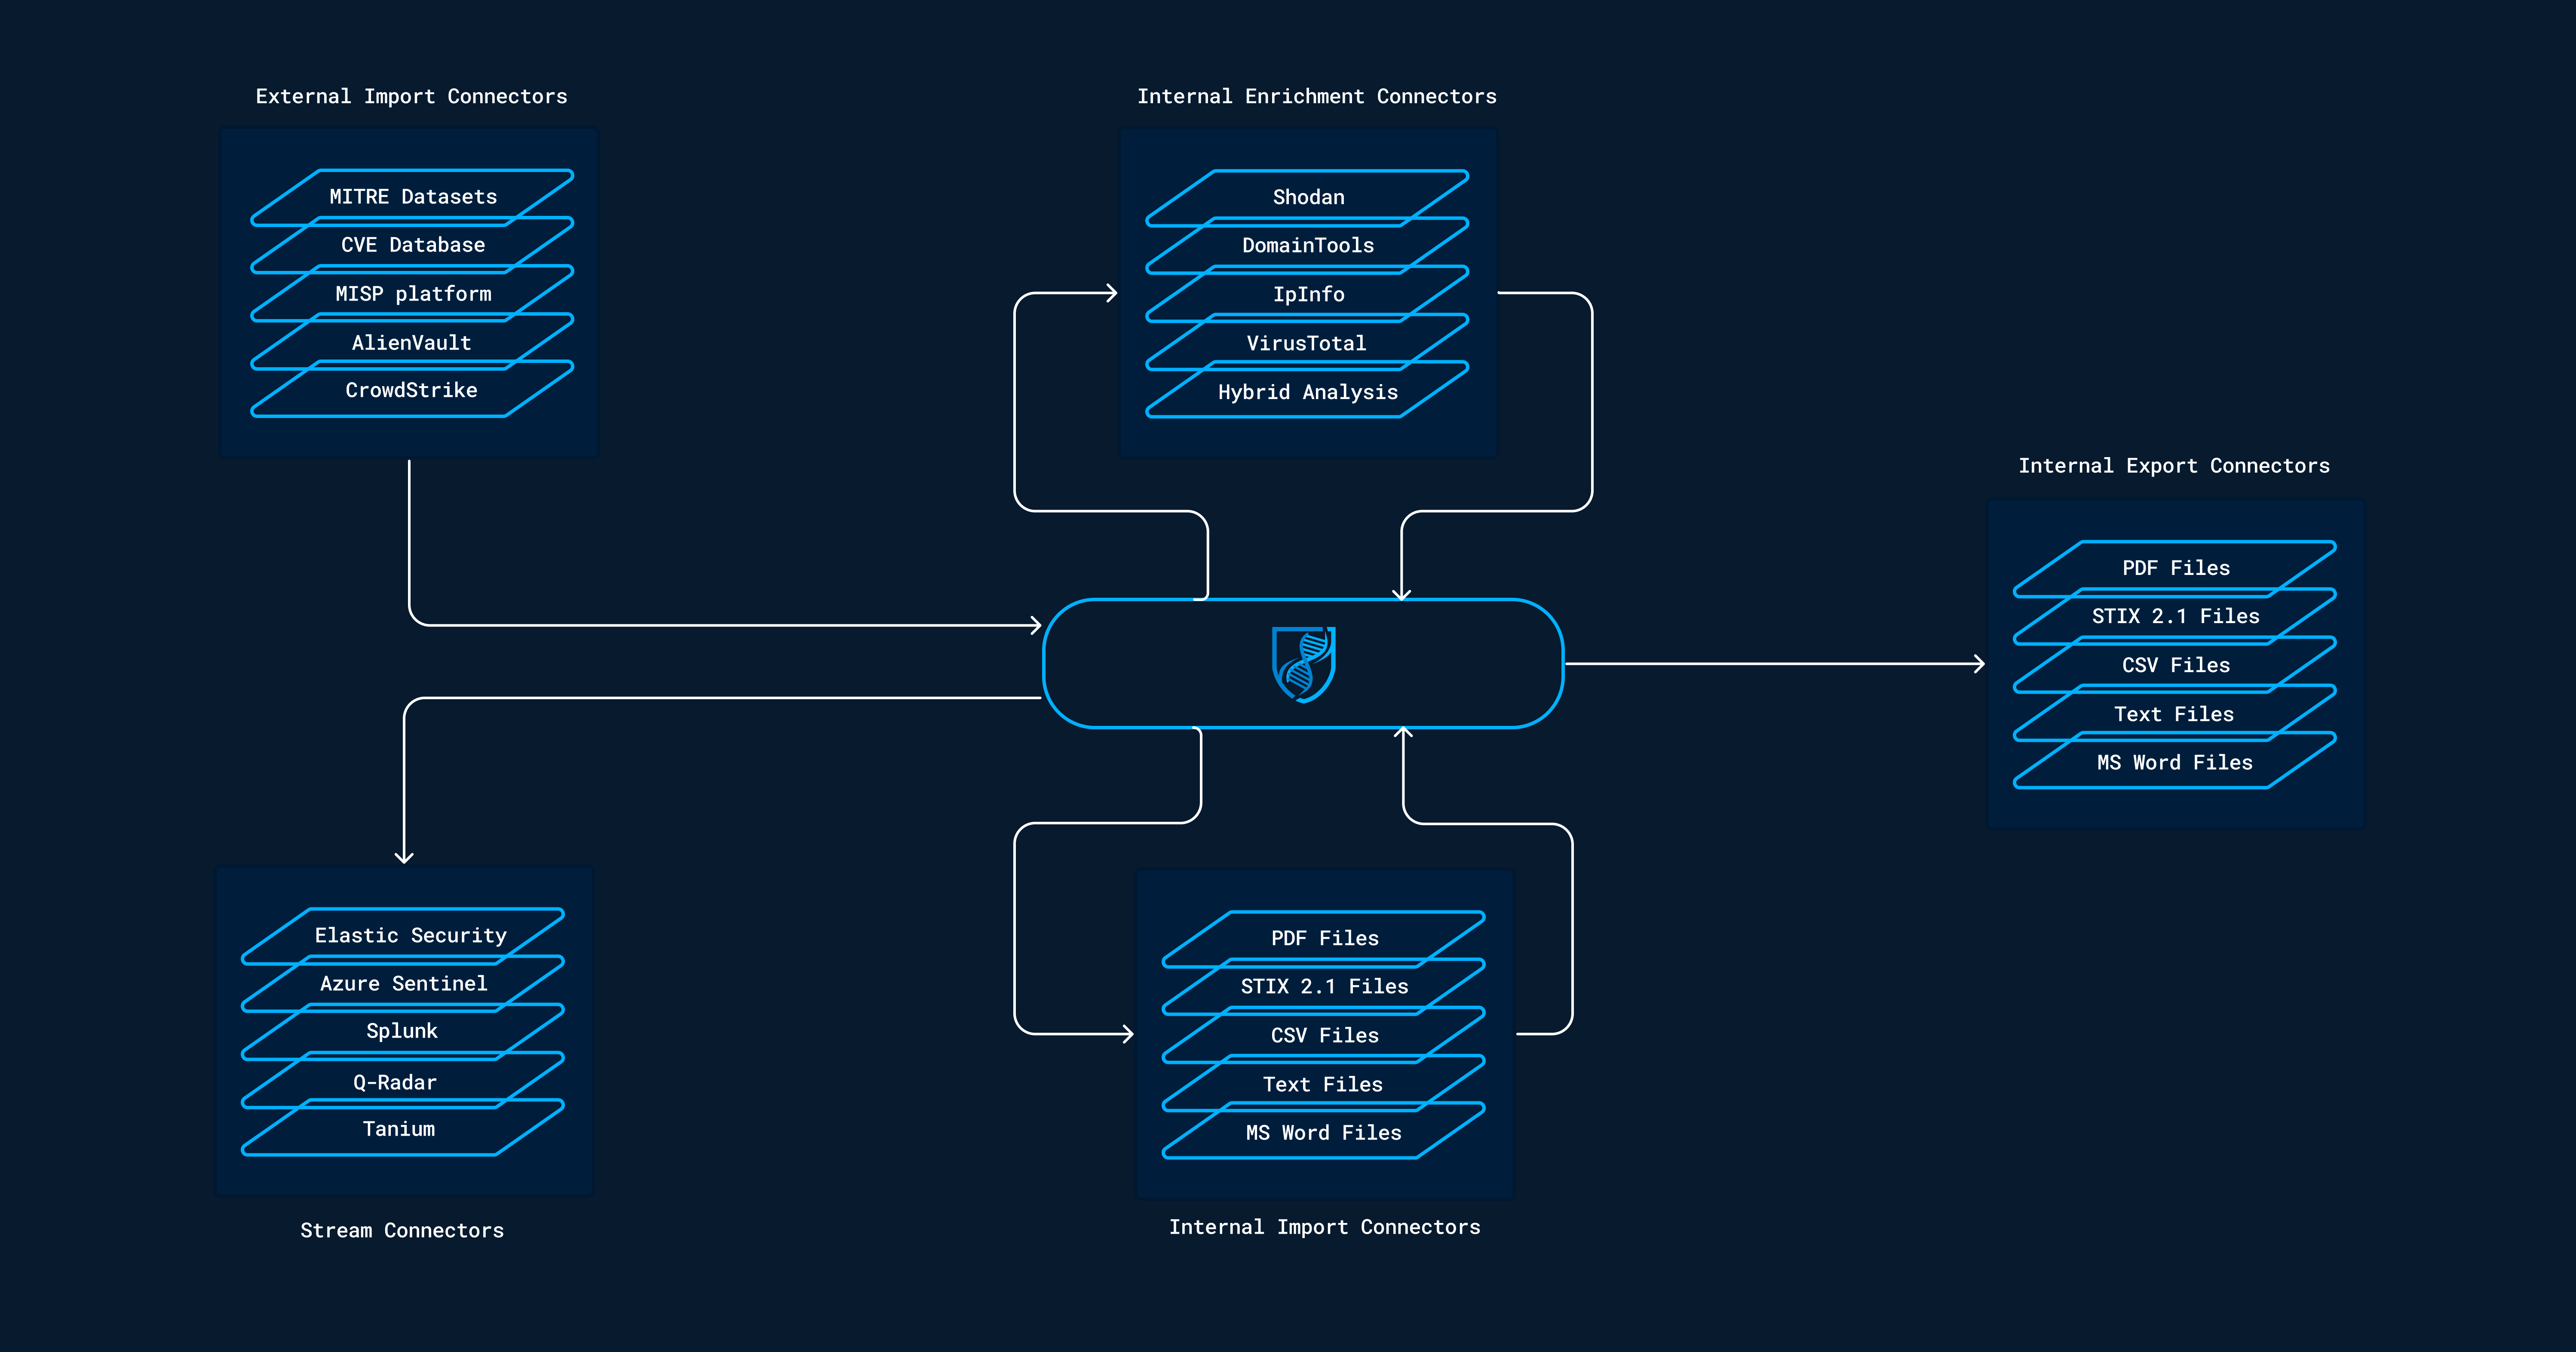 External Import Connectors
MITRE Datasets
CVE Database
MISP platform
AlienVault
CrowdStrike
Internal Enrichment Connectors
Shodan
DomainTools
IpInfo
VirusTotal
Hybrid Analysis
Internal Export Connectors
PDF Files
STIX 2.1 Files
CSV Files
Text Files
MS Word Files
Elastic Security
Azure Sentinel
Splunk
Q-Radar
Tanium
Stream Connectors
PDF Files
STIX 2.1 Files
CSV Files
Text Files
MS Word Files
Internal Import Connectors